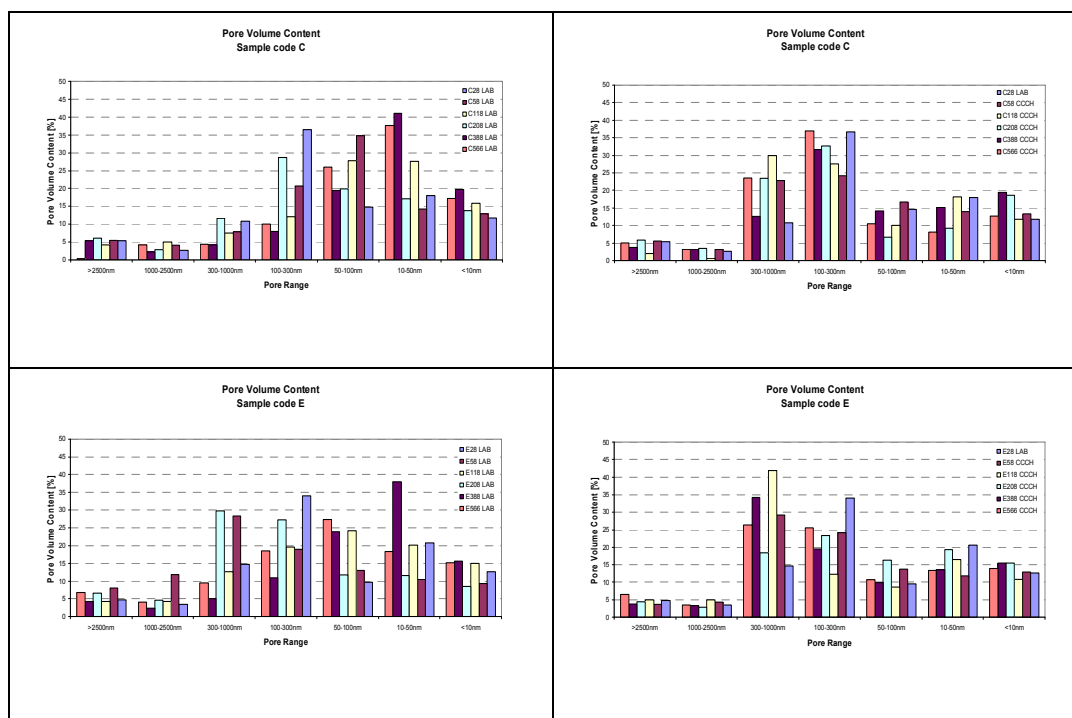 Pore Volume Content
Sample code C
50
45
40
35
30
25
20
15
10
5
0
Pore Volume Content [%]
C28 LAB
C58 LAB
C118 LAB
C208 LAB
C388 LAB
C566 LAB
>2500nm 1000-2500nm 300-1000nm 100-300nm 50-100nm 10-50nm <10nm
Pore Range
Pore Volume Content
Sample code C
50
45
40
35
30
25
20
15
10
5
0
Pore Volume Content [%]
C28 LAB
C58 CCCH
C118 CCCH
C208 CCCH
C388 CCCH
C566 CCCH
>2500nm 1000-2500nm 300-1000nm 100-300nm 50-100nm 10-50nm <10nm
Pore Range
Pore Volume Content
Sample code E
50
45
40
35
30
25
20
15
10
5
0
Pore Volume Content [%]
E28 LAB
E58 LAB
E118 LAB
E208 LAB
E388 LAB
E566 LAB
>2500nm 1000-2500nm 300-1000nm 100-300nm 50-100nm 10-50nm <10nm
Pore Range
Pore Volume Content
Sample code E
50
45
40
35
30
25
20
15
10
5
0
Pore Volume Content [%]
E28 LAB
E58 CCCH
E118 CCCH
E208 CCCH
E388 CCCH
E566 CCCH
>2500nm 1000-2500nm 300-1000nm 100-300nm 50-100nm 10-50nm <10nm
Pore Range